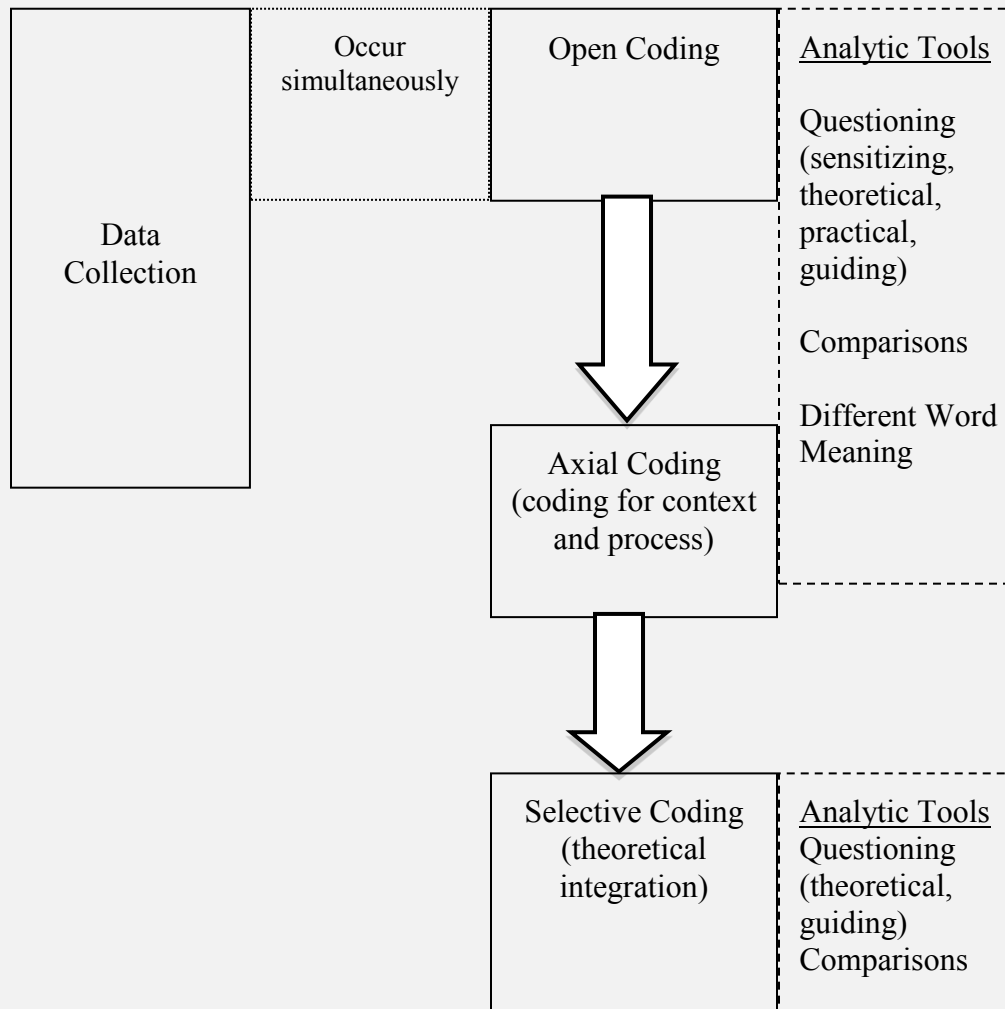 Data
Collection
Occur
simultaneously
Open Coding
Analytic Tools
Questioning
(sensitizing,
theoretical,
practical,
guiding)
Comparisons
Different Word
Meaning
Axial Coding
(coding for context
and process)
Selective Coding
(theoretical
integration)
Analytic Tools
Questioning
(theoretical,
guiding)
Comparisons